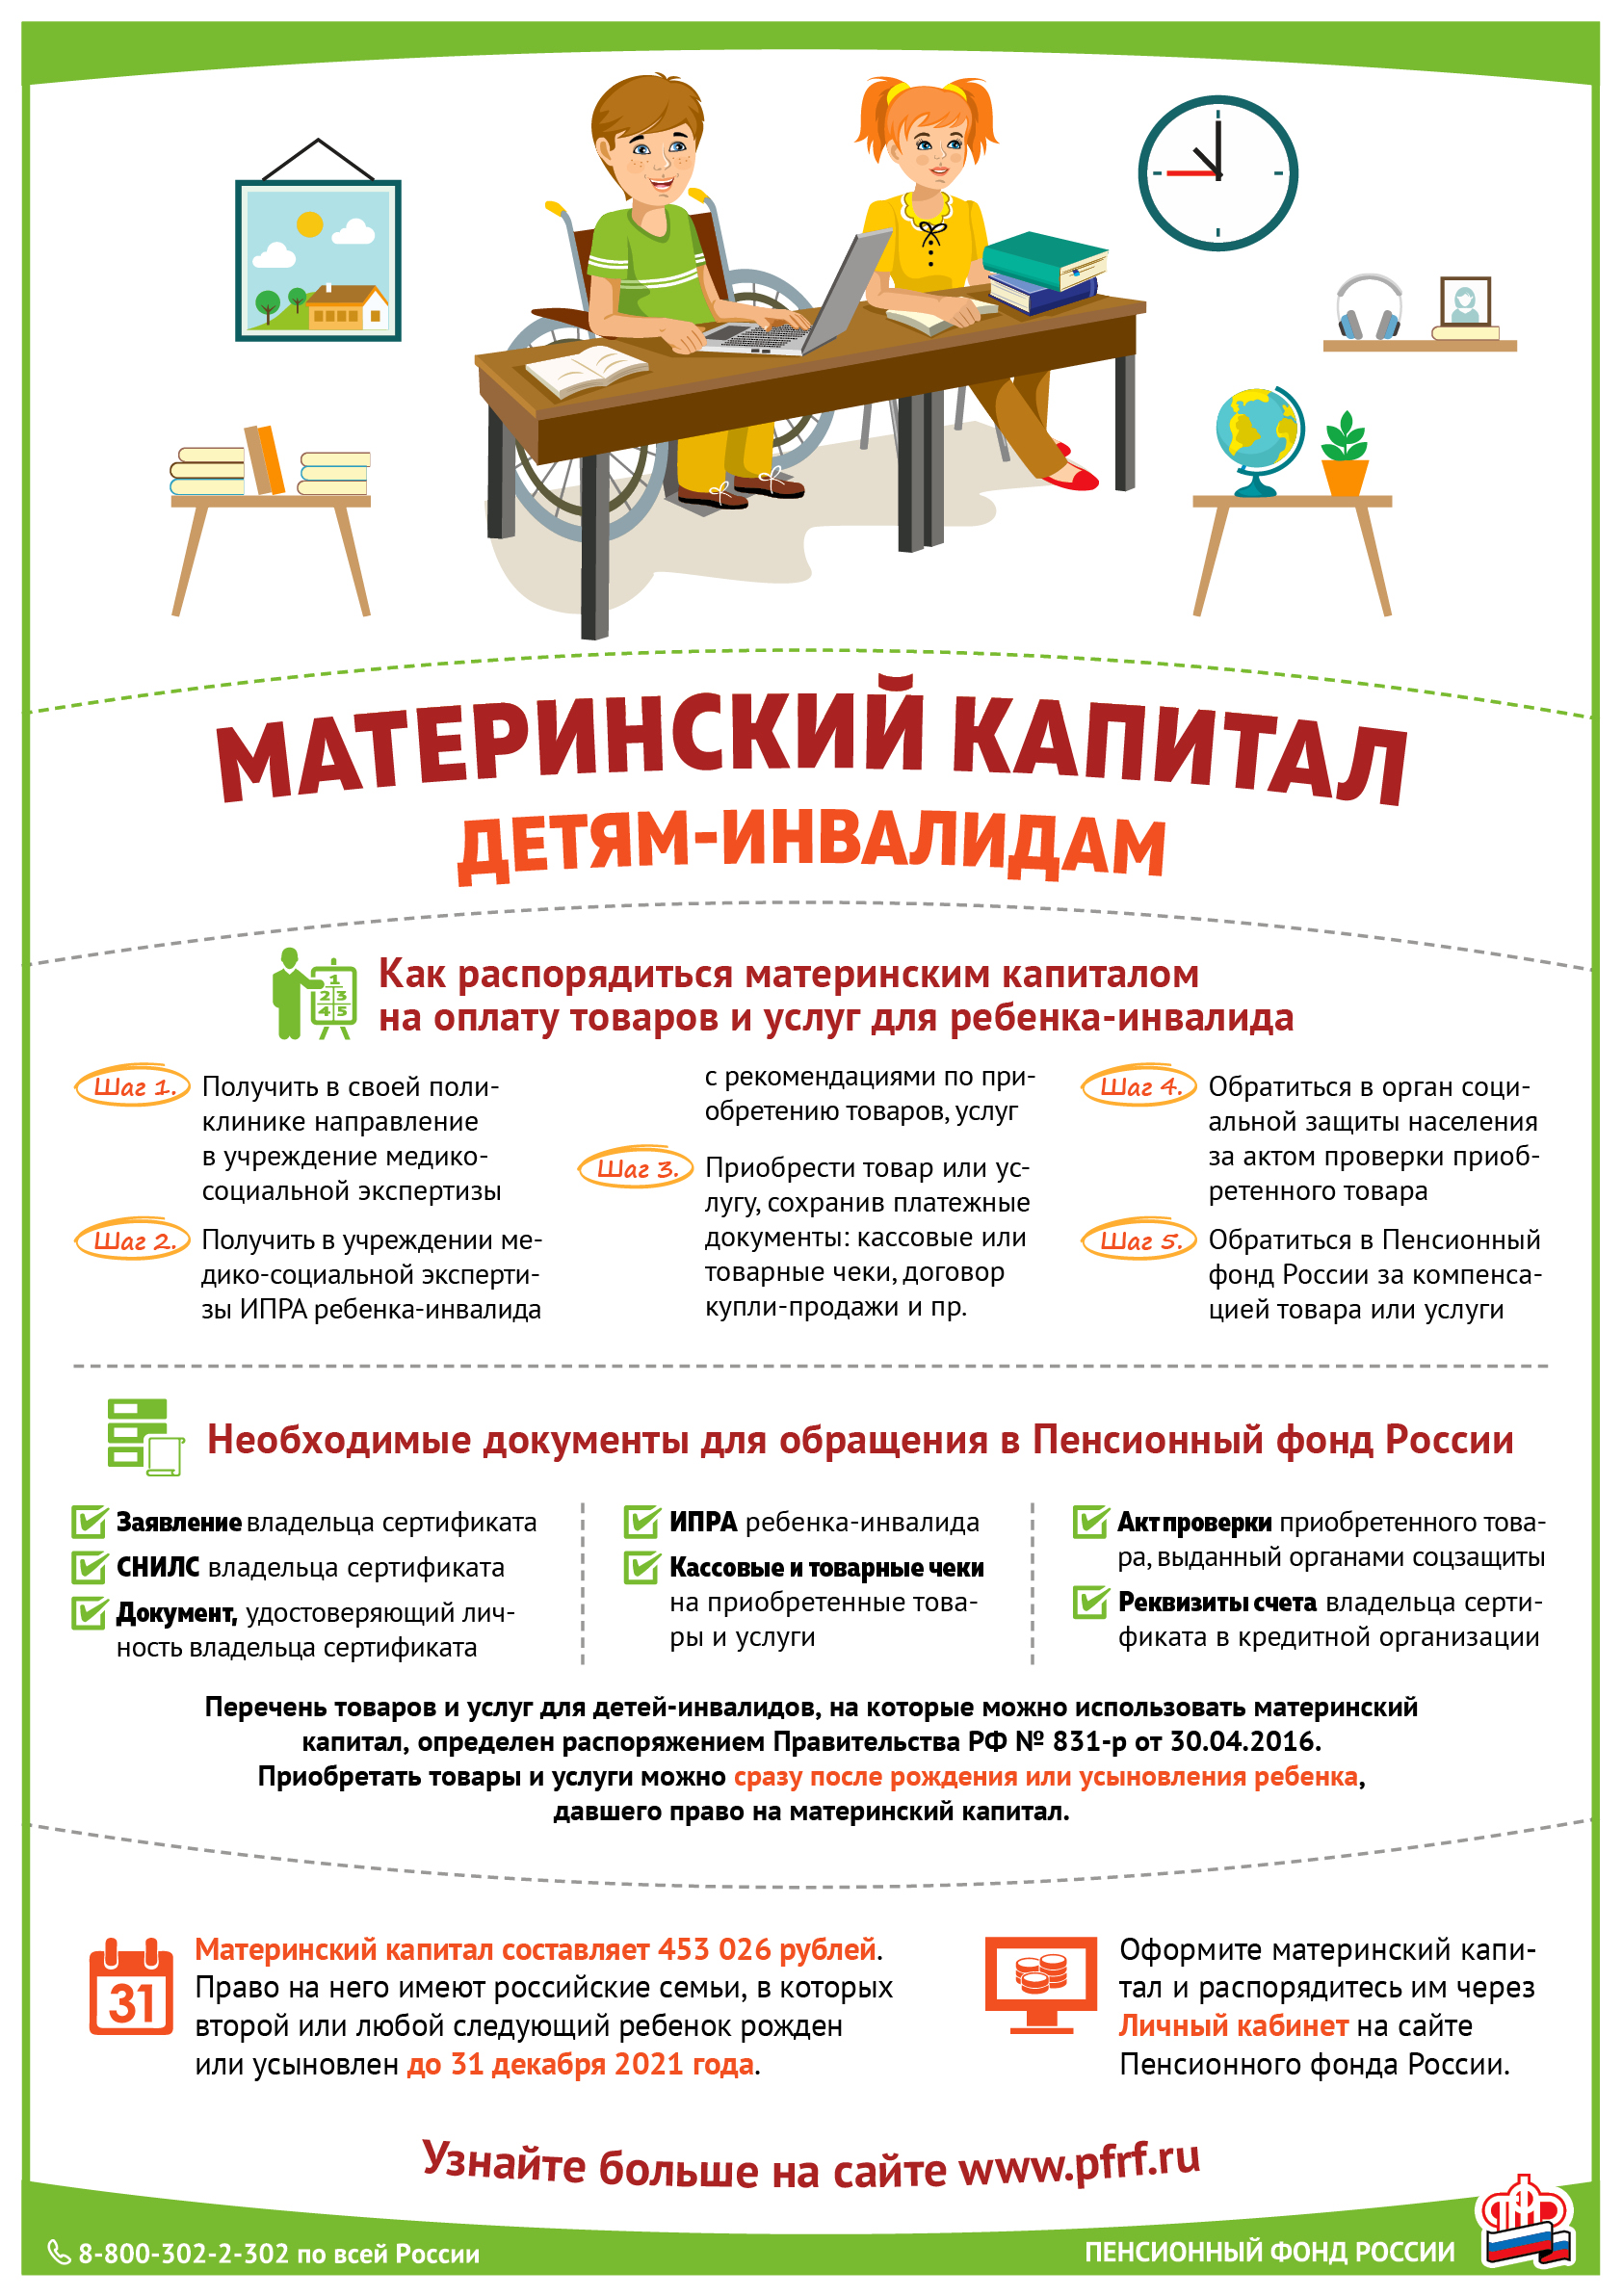 МАТЕРИНСКИЙ КАПИТАЛ
ДЕТЯМ-ИНВАЛИДАМ
1
2 3
4 5
Как распорядиться материнским капиталом
на оплату товаров и услуг для ребенка-инвалида
Шаг 1. Получить в своей поли-
клинике направление
в учреждение медико-
социальной экспертизы
Шаг 2. Получить в учреждении ме-
дико-социальной эксперти-
зы ИПРА ребенка-инвалида
с рекомендациями по при-
обретению товаров, услуг
Шаг 3. Приобрести товар или ус-
лугу, сохранив платежные
документы: кассовые или
товарные чеки, договор
купли-продажи и пр.
Шаг 4. Обратиться в орган соци-
альной защиты населения
за актом проверки приоб-
ретенного товара
Шаг 5. Обратиться в Пенсионный
фонд России за компенса-
цией товара или услуги
Необходимые документы для обращения в Пенсионный фонд России
Заявление владельца сертификата
СНИЛС владельца сертификата
Документ, удостоверяющий лич-
ность владельца сертификата
ИПРА ребенка-инвалида
Кассовые и товарные чеки
на приобретенные това-
ры и услуги
Акт проверки приобретенного това-
ра, выданный органами соцзащиты
Реквизиты счета владельца серти-
фиката в кредитной организации
Перечень товаров и услуг для детей-инвалидов, на которые можно использовать материнский
капитал, определен распоряжением Правительства РФ № 831-р от 30.04.2016.
Приобретать товары и услуги можно сразу после рождения или усыновления ребенка,
давшего право на материнский капитал.
31
Материнский капитал составляет 453 026 рублей.
Право на него имеют российские семьи, в которых
второй или любой следующий ребенок рожден
или усыновлен до 31 декабря 2021 года.
Оформите материнский капи-
тал и распорядитесь им через
Личный кабинет на сайте
Пенсионного фонда России.
Узнайте больше на сайте www.pfrf.ru
8-800-302-2-302 по всей России
ПЕНСИОННЫЙ ФОНД РОССИИ
ПФР